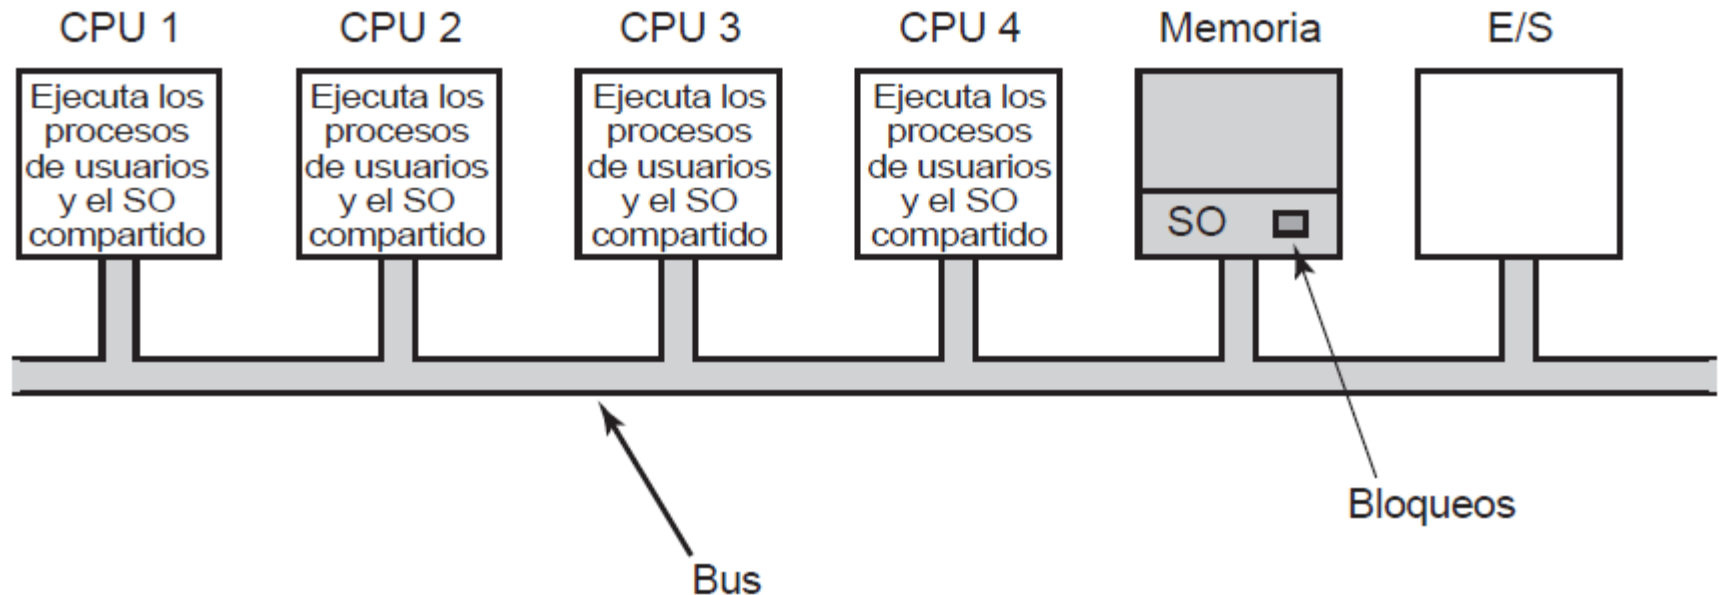 CPU 1
CPU 2
CPU 3
CPU 4
Memoria
E/S
Ejecuta los
procesos
de usuarios
y el SO
compartido
Ejecuta los
procesos
de usuarios
y el SO
compartido
Ejecuta los
procesos
de usuarios
y el SO
compartido
Ejecuta los
procesos
de usuarios
y el SO
compartido
SO
Bloqueos
Bus